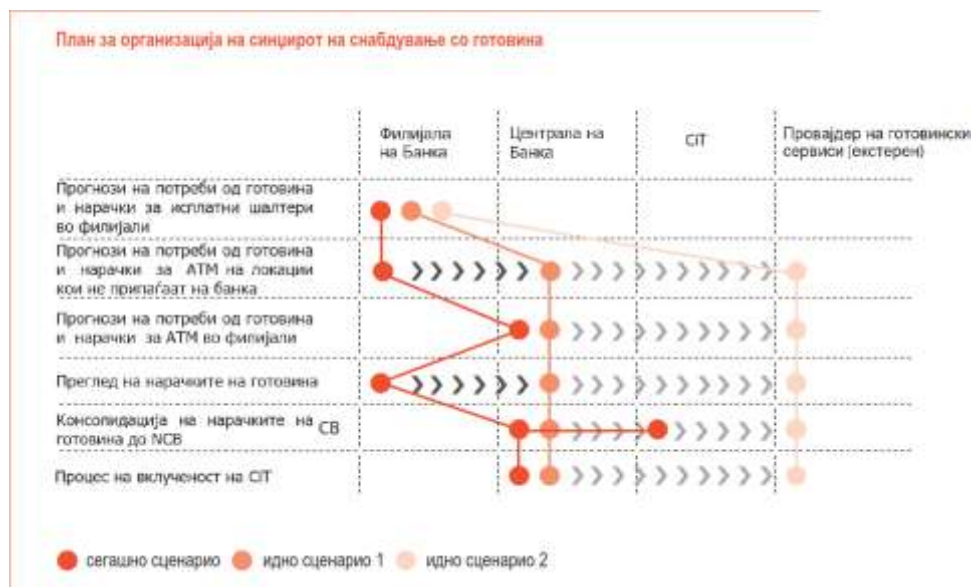 План за организација на синџирот на снабдување со готовина
Филијала
на Банка
Централа на
Банка
CiT
Провајдер на готовински
сервиси (екстерен)
Прогнози на потреби од готовина
и нарачки за исплатни шалтери
во филијали
Прогнози на потреби од готовина
и нарачки за АТМ на локации
кои не припаѓаат на банка
Прогнози на потреби од готовина
и нарачки за АТМ во филијали
Преглед на нарачките на готовина
Консолидација на нарачките на
готовина до NCB
СВ
Процес на вклученост на CiT
сегашно сценарио
идно сценарио 1
идно сценарио 2